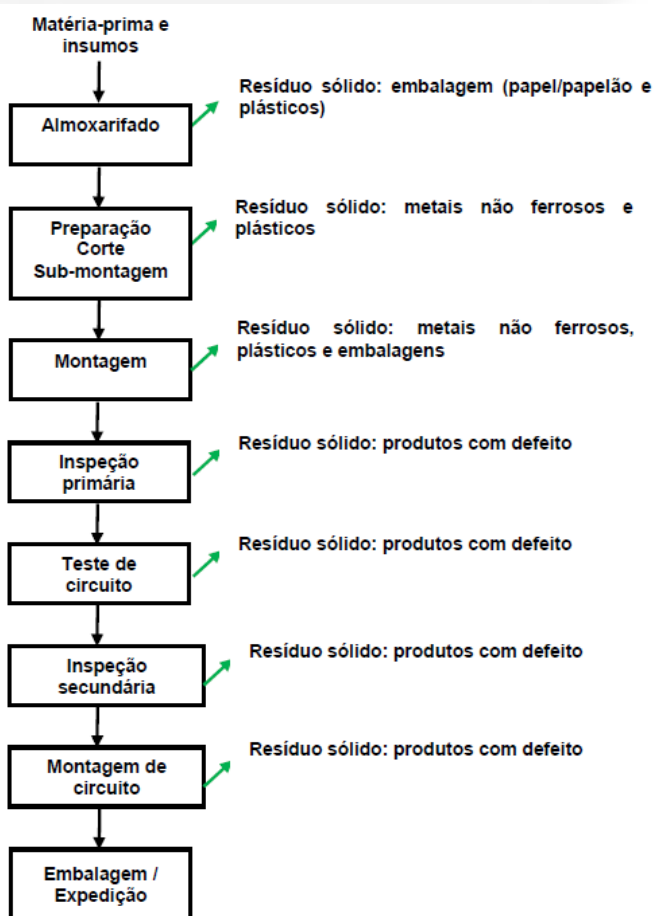 Matéria-prima e
insumos
Resíduo sólido: embalagem (papel/papelão e
plásticos)
Almoxarifado
Resíduo sólido: metais não ferrosos e
plásticos
Preparação
Corte
Sub-montagem
Resíduo sólido: metais não ferrosos,
plásticos e embalagens
Montagem
Resíduo sólido: produtos com defeito
Inspeção
primária
Resíduo sólido: produtos com defeito
Teste de
circuito
Resíduo sólido: produtos com defeito
Inspeção
secundária
Resíduo sólido: produtos com defeito
Montagem de
circuito
Embalagem /
Expedição